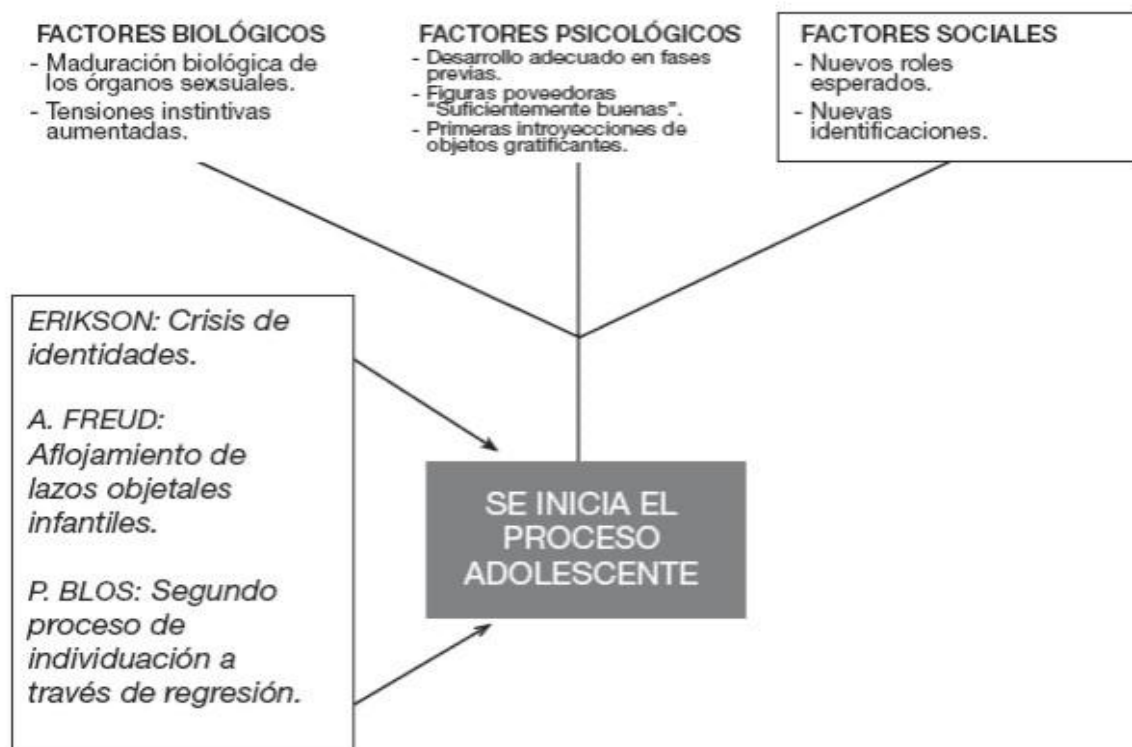 FACTORES BIOLÓGICOS
- Maduración biológica de
los órganos sexsuales.
- Tensiones instintivas
aumentadas.
FACTORES PSICOLÓGICOS
- Desarrollo adecuado en fases
previas.
- Figuras poveedoras
“Suficientemente buenas”.
- Primeras introyecciones de
objetos gratificantes.
FACTORES SOCIALES
- Nuevos roles
esperados.
- Nuevas
identificaciones.
ERIKSON: Crisis de
identidades.
A. FREUD:
Aflojamiento de
lazos objetales
infantiles.
P. BLOS: Segundo
proceso de
individuación a
través de regresión.
SE INICIA EL
PROCESO
ADOLESCENTE